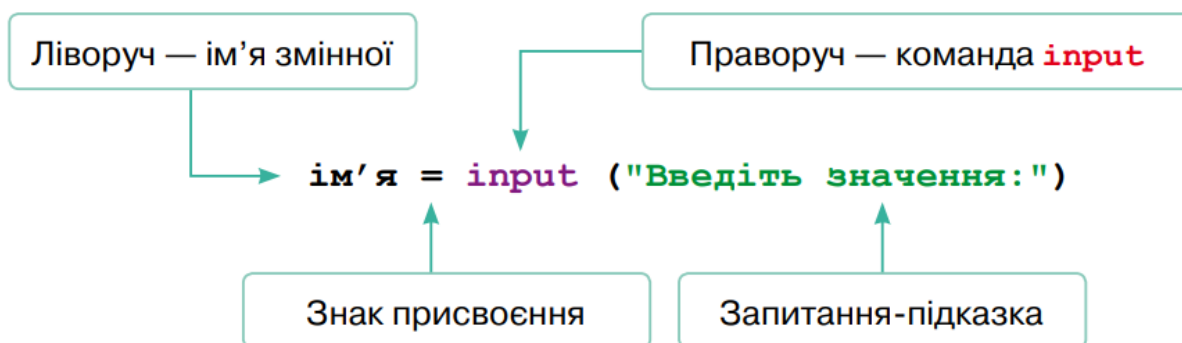 Ліворуч — ім’я змінної
Праворуч — команда input
ім’я = input ("Введіть значення:")
Знак присвоєння
Запитання-підказка